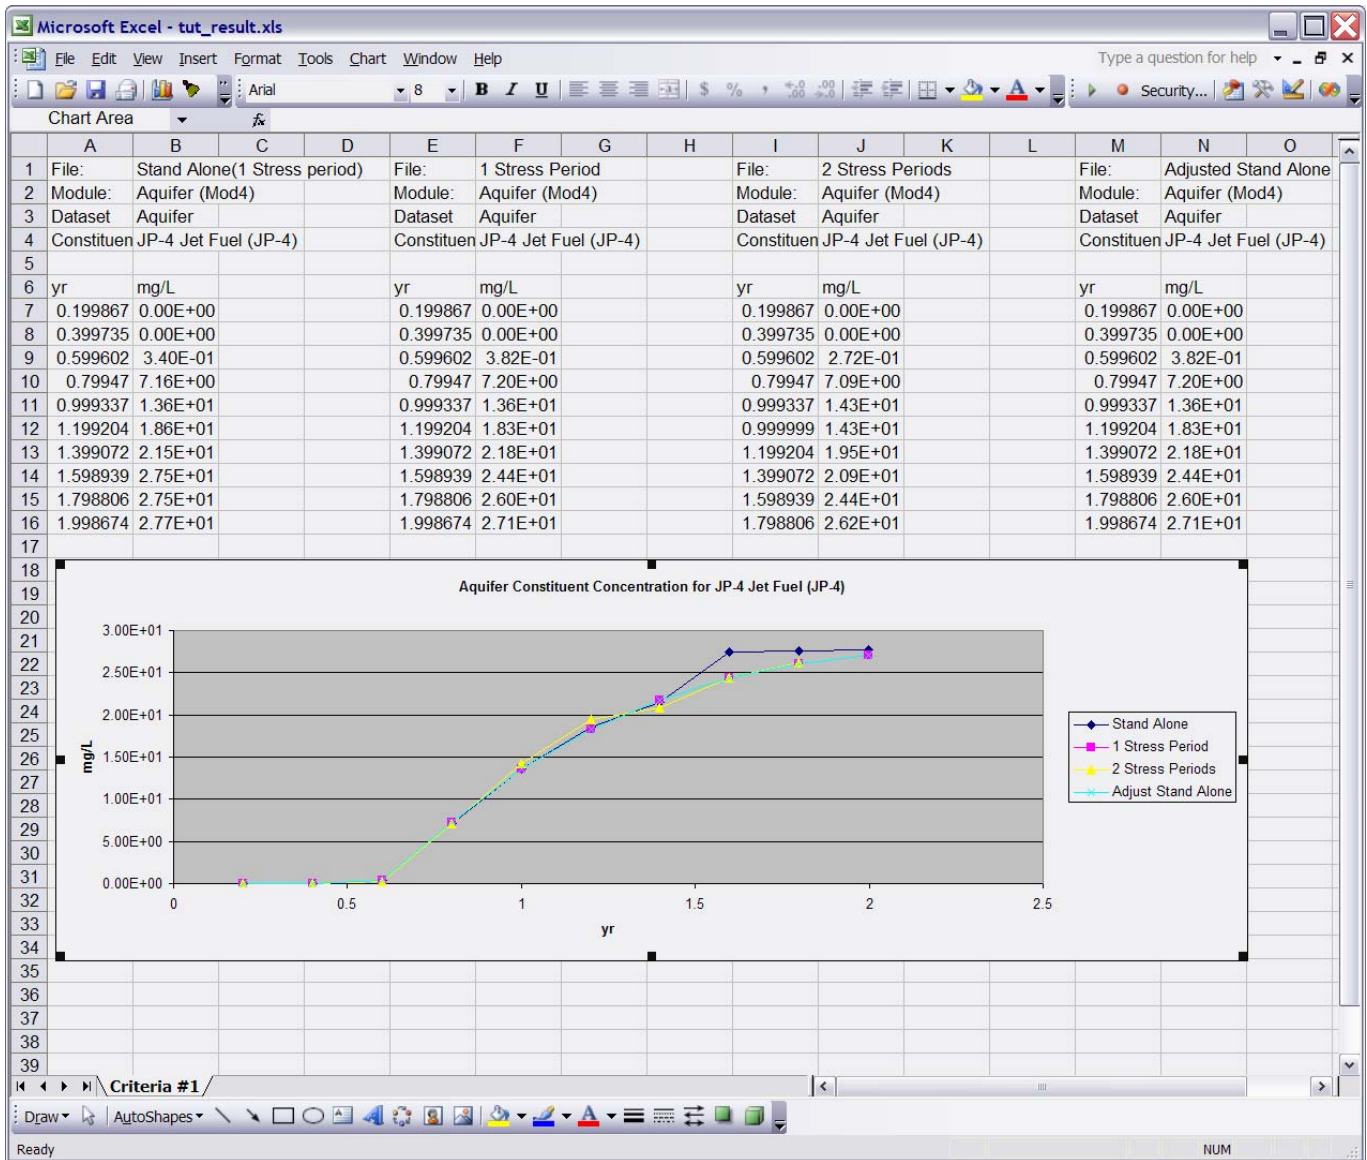 Microsoft Excel - tut_result.xls
File Edit View Insert Format Tools Chart Window Help Type a question for help
Arial 8 B I U $ % , Security...
Chart Area fx
A B C D E F G H I J K L M N O
1 File: Stand Alone(1 Stress period) File: 1 Stress Period File: 2 Stress Periods File: Adjusted Stand Alone
2 Module: Aquifer (Mod4) Module: Aquifer (Mod4) Module: Aquifer (Mod4) Module: Aquifer (Mod4)
3 Dataset Aquifer Dataset Aquifer Dataset Aquifer Dataset Aquifer
4 Constituen JP-4 Jet Fuel (JP-4) Constituen JP-4 Jet Fuel (JP-4) Constituen JP-4 Jet Fuel (JP-4) Constituen JP-4 Jet Fuel (JP-4)
5
6 yr mg/L yr mg/L yr mg/L yr mg/L
7 0.199867 0.00E+00 0.199867 0.00E+00 0.199867 0.00E+00 0.199867 0.00E+00
8 0.399735 0.00E+00 0.399735 0.00E+00 0.399735 0.00E+00 0.399735 0.00E+00
9 0.599602 3.40E-01 0.599602 3.82E-01 0.599602 2.72E-01 0.599602 3.82E-01
10 0.79947 7.16E+00 0.79947 7.20E+00 0.79947 7.09E+00 0.79947 7.20E+00
11 0.999337 1.36E+01 0.999337 1.36E+01 0.999337 1.43E+01 0.999337 1.36E+01
12 1.199204 1.86E+01 1.199204 1.83E+01 0.999999 1.43E+01 1.199204 1.83E+01
13 1.399072 2.15E+01 1.399072 2.18E+01 1.199204 1.95E+01 1.399072 2.18E+01
14 1.598939 2.75E+01 1.598939 2.44E+01 1.399072 2.09E+01 1.598939 2.44E+01
15 1.798806 2.75E+01 1.798806 2.60E+01 1.598939 2.44E+01 1.798806 2.60E+01
16 1.998674 2.77E+01 1.998674 2.71E+01 1.798806 2.62E+01 1.998674 2.71E+01
17
18
19
20
21
22
23
24
25
26
27
28
29
30
31
32
33
34
35
36
37
38
39
Aquifer Constituent Concentration for JP-4 Jet Fuel (JP-4)
3.00E+01
2.50E+01
2.00E+01
1.50E+01
1.00E+01
5.00E+00
0.00E+00
mg/L
0 0.5 1 1.5 2 2.5
yr
Stand Alone
1 Stress Period
2 Stress Periods
Adjust Stand Alone
Criteria #1
Draw AutoShapes A
Ready NUM